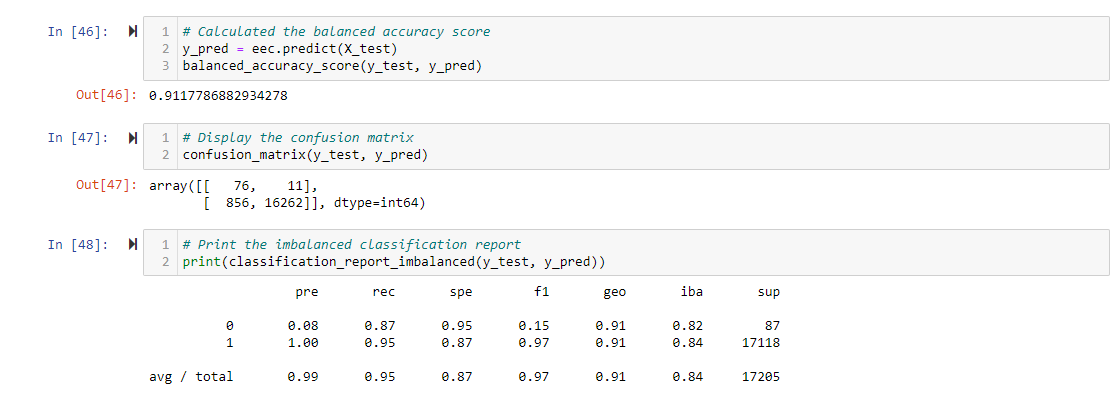 In [46]: 1 # Calculated the balanced accuracy score
2 y_pred = eec.predict(X_test)
3 balanced_accuracy_score(y_test, y_pred)
Out[46]: 0.9117786882934278
In [47]: 1 # Display the confusion matrix
2 confusion_matrix(y_test, y_pred)
Out[47]: array([[   76,    11],
       [  856, 16262]], dtype=int64)
In [48]: 1 # Print the imbalanced classification report
2 print(classification_report_imbalanced(y_test, y_pred))
pre rec spe f1 geo iba sup
0 0.08 0.87 0.95 0.15 0.91 0.82 87
1 1.00 0.95 0.87 0.97 0.91 0.84 17118
avg / total 0.99 0.95 0.87 0.97 0.91 0.84 17205